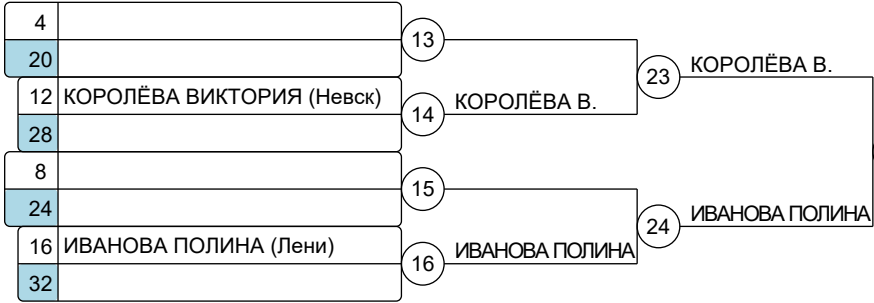 4
13
20
23 КОРОЛЁВА В.
12 КОРОЛЁВА ВИКТОРИЯ (Невск)
14 КОРОЛЁВА В.
28
8
15
24
24 ИВАНОВА ПОЛИНА
16 ИВАНОВА ПОЛИНА (Лени)
16 ИВАНОВА ПОЛИНА
32